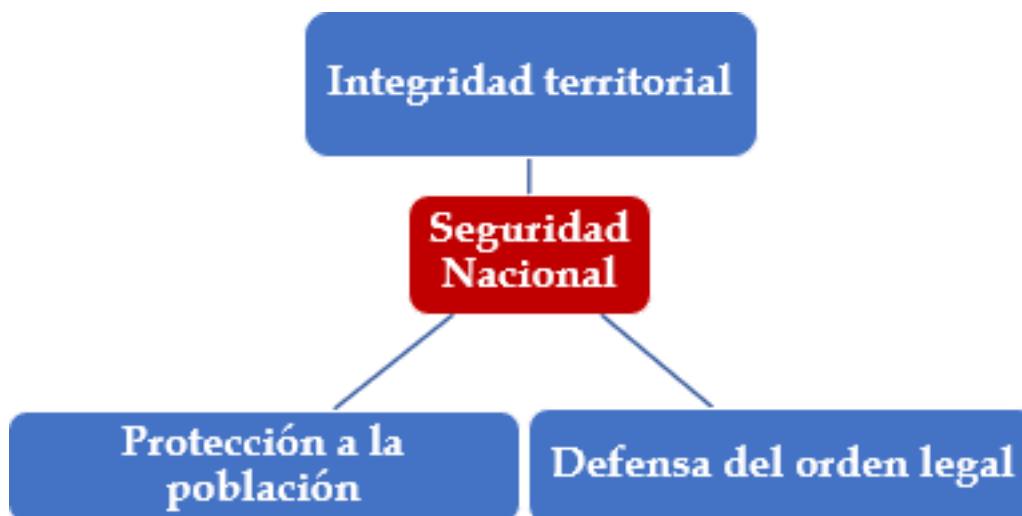 Integridad territorial
Seguridad
Nacional
Protección a la
población
Defensa del orden legal